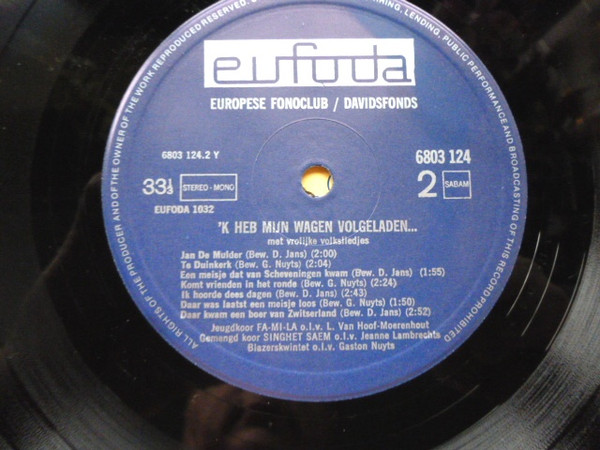 ALL RIGHTS OF THE PRODUCER AND OF THE OWNER OF THE WORK REPRODUCED RESERVED. LENDING, PUBLIC PERFORMANCE AND BROADCASTING OF THIS RECORD PROHIBITED
eufoda
EUROPESE FONOCLUB / DAVIDSFONDS
6803 124.2 Y
6803 124
33⅓ STEREO-MONO
2 SABAM
EUFODA 1032
'K HEB MIJN WAGEN VOLGELADEN...
met vrolijke volksliedjes
Jan De Mulder (Bew. D. Jans) (2:00)
Te Duinkerk (Bew. G. Nuyts) (2:04)
Een meisje dat van Scheveningen kwam (Bew. D. Jans) (1:55)
Komt vrienden in het ronde (Bew. G. Nuyts) (2:24)
Ik hoorde dees dagen (Bew. D. Jans) (2:43)
Daar was laatst een meisje loos (Bew. G. Nuyts) (1:50)
Daar kwam een boer van Zwitserland (Bew. D. Jans) (2:52)
Jeugdkoor FA-MI-LA o.l.v. L. Van Hoof-Moerenhout
Gemengd koor SINGHET SAEM o.l.v. Jeanne Lambrechts
Blazerskwintet o.l.v. Gaston Nuyts